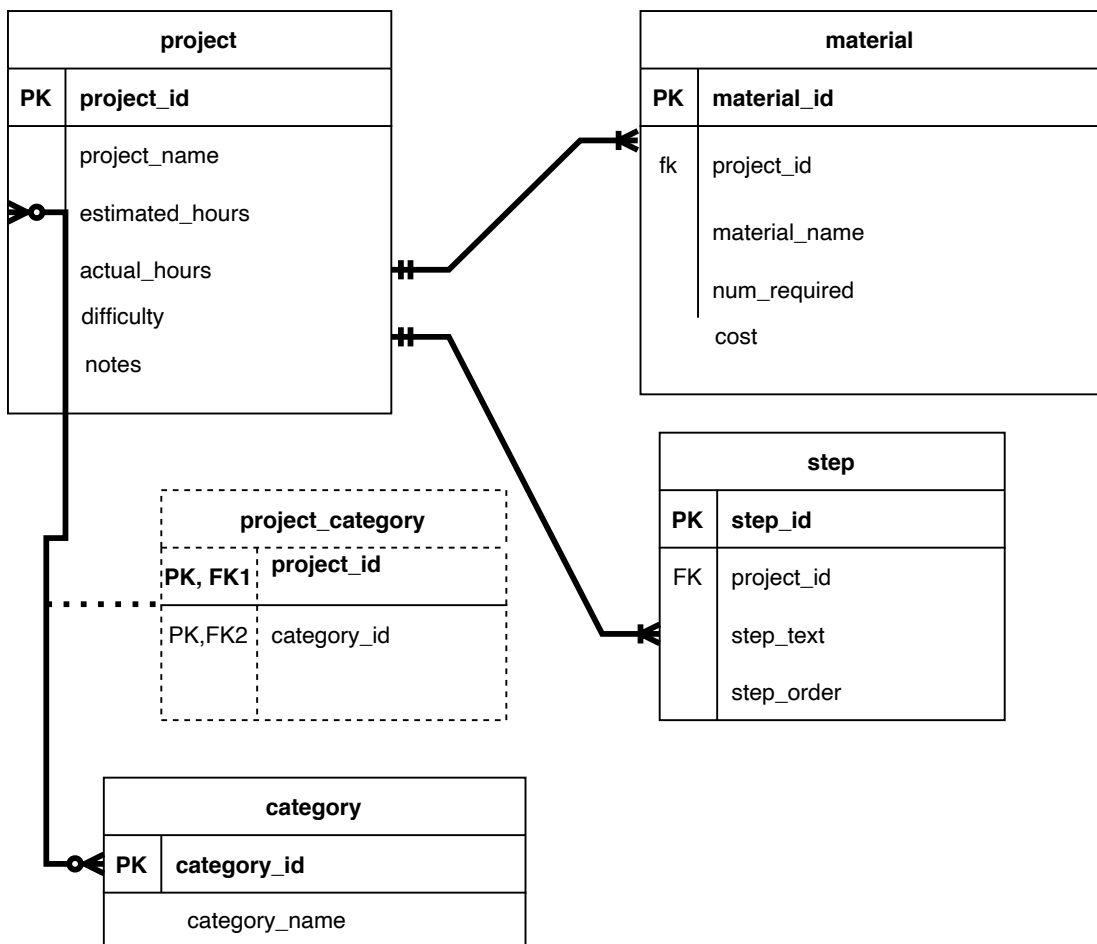 project
PK project_id
project_name
estimated_hours
actual_hours
difficulty
notes
material
PK material_id
fk project_id
material_name
num_required
cost
step
PK step_id
FK project_id
step_text
step_order
project_category
PK, FK1 project_id
PK,FK2 category_id
category
PK category_id
category_name